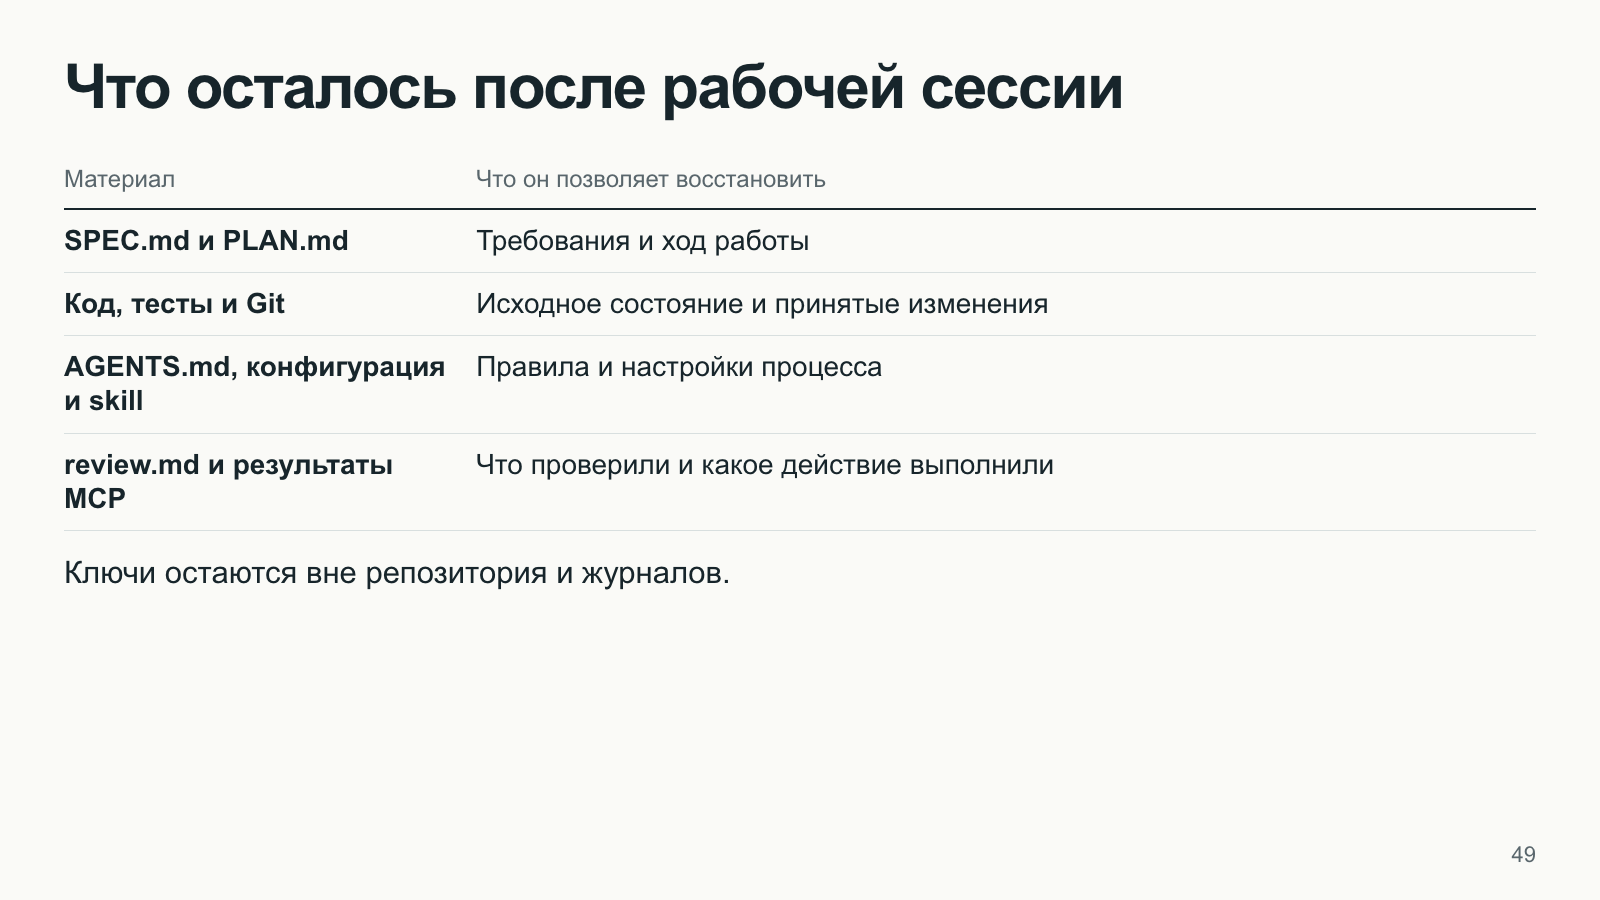 Что осталось после рабочей сессии
Материал Что он позволяет восстановить
SPEC.md и PLAN.md Требования и ход работы
Код, тесты и Git Исходное состояние и принятые изменения
AGENTS.md, конфигурация Правила и настройки процесса
и skill
review.md и результаты Что проверили и какое действие выполнили
MCP
Ключи остаются вне репозитория и журналов.
49